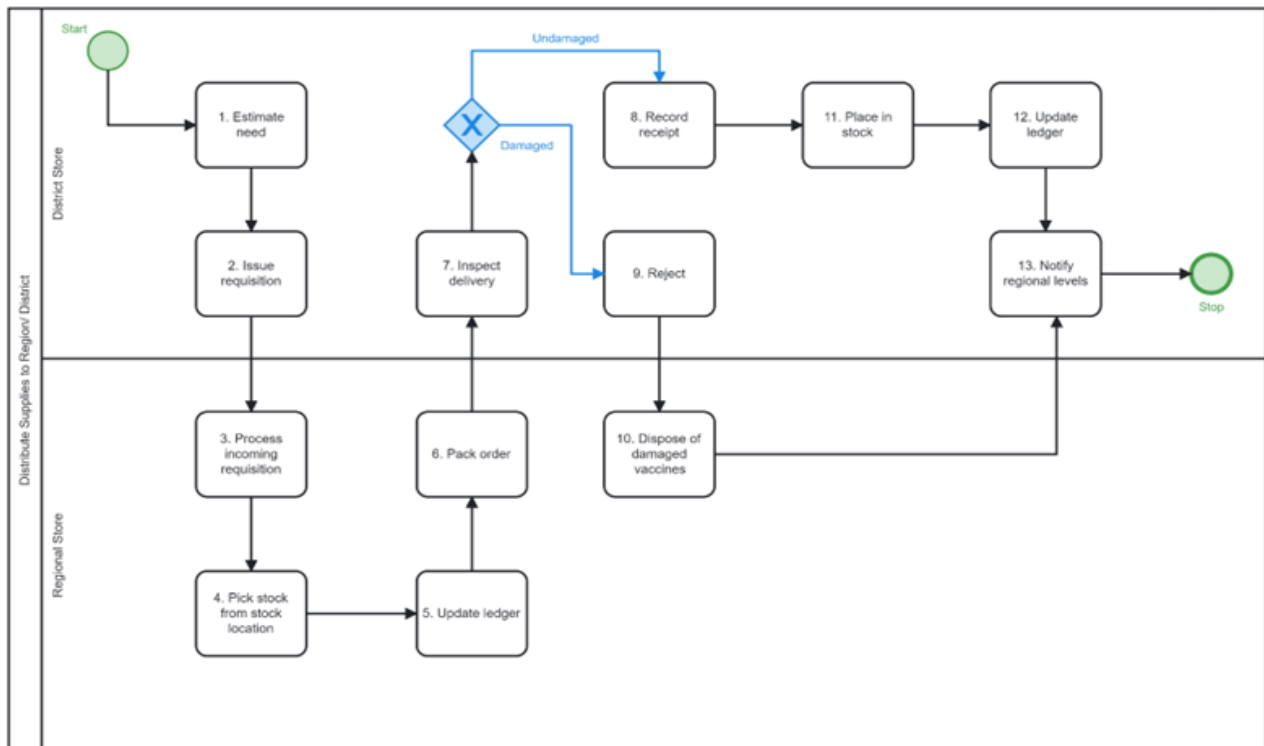 Distribute Supplies to Region/ District
District Store
Start
1. Estimate
need
2. Issue
requisition
Undamaged
X
Damaged
7. Inspect
delivery
8. Record
receipt
9. Reject
11. Place in
stock
12. Update
ledger
13. Notify
regional levels
Stop
Regional Store
3. Process
incoming
requisition
4. Pick stock
from stock
location
5. Update ledger
6. Pack order
10. Dispose of
damaged
vaccines